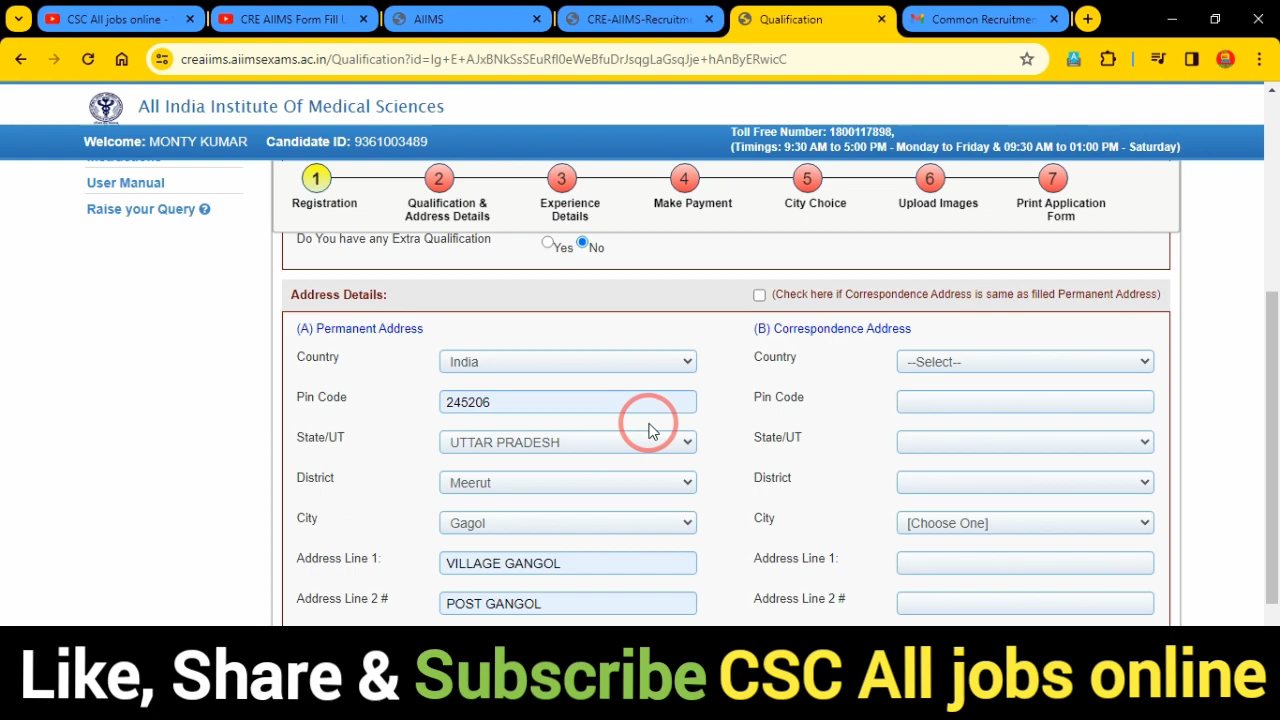 CSC All jobs online -
CRE AIIMS Form Fill U
AIIMS
CRE-AIIMS-Recruitme
Qualification
Common Recruitmen
creaiims.aiimsexams.ac.in/Qualification?id=Ig+E+AJxBNkSsSEuRfl0eWeBfuDrJsqgLaGsqJje+hAnByERwicC
All India Institute Of Medical Sciences
Welcome: MONTY KUMAR Candidate ID: 9361003489
Toll Free Number: 1800117898,
(Timings: 9:30 AM to 5:00 PM - Monday to Friday & 09:30 AM to 01:00 PM - Saturday)
User Manual
Raise your Query
1 2 3 4 5 6 7
Registration
Qualification &
Address Details
Experience
Details
Make Payment
City Choice
Upload Images
Print Application
Form
Do You have any Extra Qualification Yes No
Address Details: (Check here if Correspondence Address is same as filled Permanent Address)
(A) Permanent Address (B) Correspondence Address
Country India Country --Select--
Pin Code 245206 Pin Code
State/UT UTTAR PRADESH State/UT
District Meerut District
City Gagol City [Choose One]
Address Line 1: VILLAGE GANGOL Address Line 1:
Address Line 2 # POST GANGOL Address Line 2 #
Like, Share & Subscribe CSC All jobs online